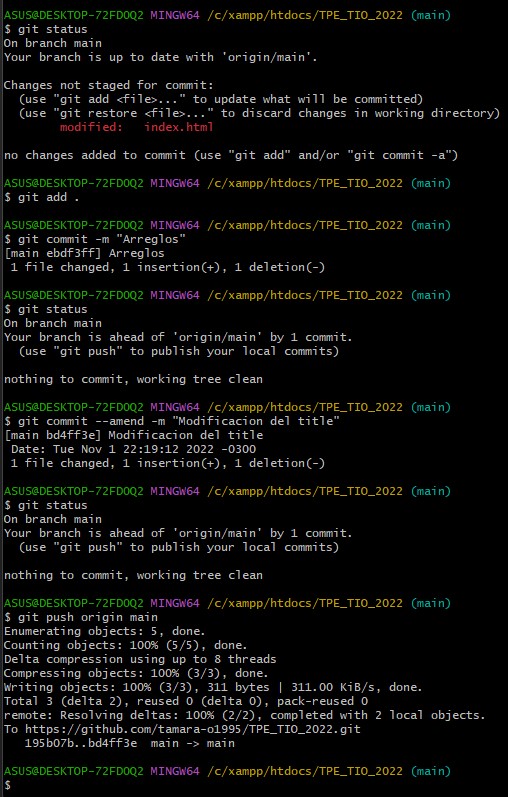 ASUS@DESKTOP-72FDOQ2 MINGW64 /c/xampp/htdocs/TPE_TIO_2022 (main)
$ git status
On branch main
Your branch is up to date with 'origin/main'.
Changes not staged for commit:
  (use "git add <file>..." to update what will be committed)
  (use "git restore <file>..." to discard changes in working directory)
        modified:   index.html
no changes added to commit (use "git add" and/or "git commit -a")
ASUS@DESKTOP-72FDOQ2 MINGW64 /c/xampp/htdocs/TPE_TIO_2022 (main)
$ git add .
ASUS@DESKTOP-72FDOQ2 MINGW64 /c/xampp/htdocs/TPE_TIO_2022 (main)
$ git commit -m "Arreglos"
[main ebdf3ff] Arreglos
 1 file changed, 1 insertion(+), 1 deletion(-)
ASUS@DESKTOP-72FDOQ2 MINGW64 /c/xampp/htdocs/TPE_TIO_2022 (main)
$ git status
On branch main
Your branch is ahead of 'origin/main' by 1 commit.
  (use "git push" to publish your local commits)
nothing to commit, working tree clean
ASUS@DESKTOP-72FDOQ2 MINGW64 /c/xampp/htdocs/TPE_TIO_2022 (main)
$ git commit --amend -m "Modificacion del title"
[main bd4ff3e] Modificacion del title
 Date: Tue Nov 1 22:19:12 2022 -0300
 1 file changed, 1 insertion(+), 1 deletion(-)
ASUS@DESKTOP-72FDOQ2 MINGW64 /c/xampp/htdocs/TPE_TIO_2022 (main)
$ git status
On branch main
Your branch is ahead of 'origin/main' by 1 commit.
  (use "git push" to publish your local commits)
nothing to commit, working tree clean
ASUS@DESKTOP-72FDOQ2 MINGW64 /c/xampp/htdocs/TPE_TIO_2022 (main)
$ git push origin main
Enumerating objects: 5, done.
Counting objects: 100% (5/5), done.
Delta compression using up to 8 threads
Compressing objects: 100% (3/3), done.
Writing objects: 100% (3/3), 311 bytes | 311.00 KiB/s, done.
Total 3 (delta 2), reused 0 (delta 0), pack-reused 0
remote: Resolving deltas: 100% (2/2), completed with 2 local objects.
To https://github.com/tamara-o1995/TPE_TIO_2022.git
   195b07b..bd4ff3e  main -> main
ASUS@DESKTOP-72FDOQ2 MINGW64 /c/xampp/htdocs/TPE_TIO_2022 (main)
$